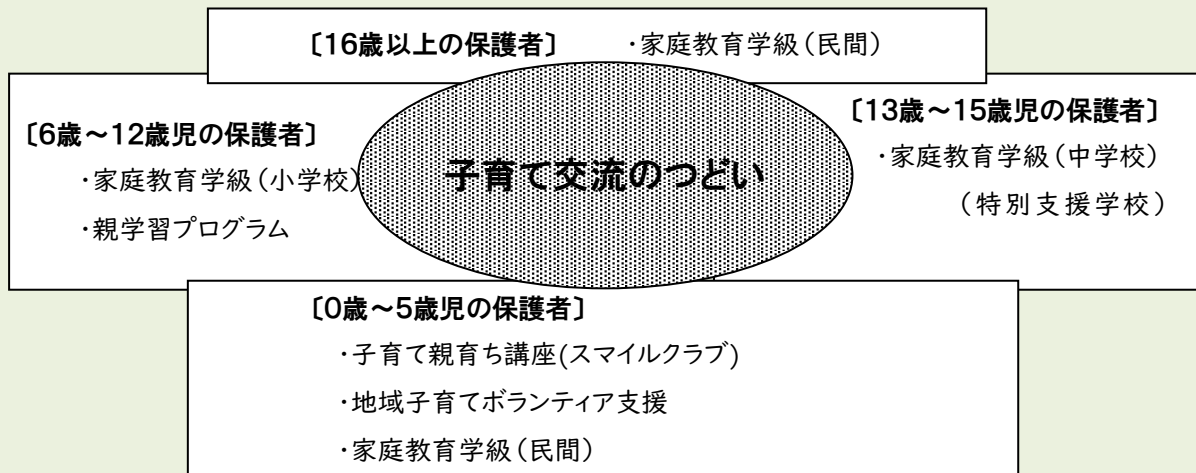 〔16歳以上の保護者〕 ・家庭教育学級（民間）
〔6歳～12歳児の保護者〕
・家庭教育学級（小学校）
・親学習プログラム
子育て交流のつどい
〔13歳～15歳児の保護者〕
・家庭教育学級（中学校）
（特別支援学校）
〔0歳～5歳児の保護者〕
・子育て親育ち講座(スマイルクラブ)
・地域子育てボランティア支援
・家庭教育学級（民間）